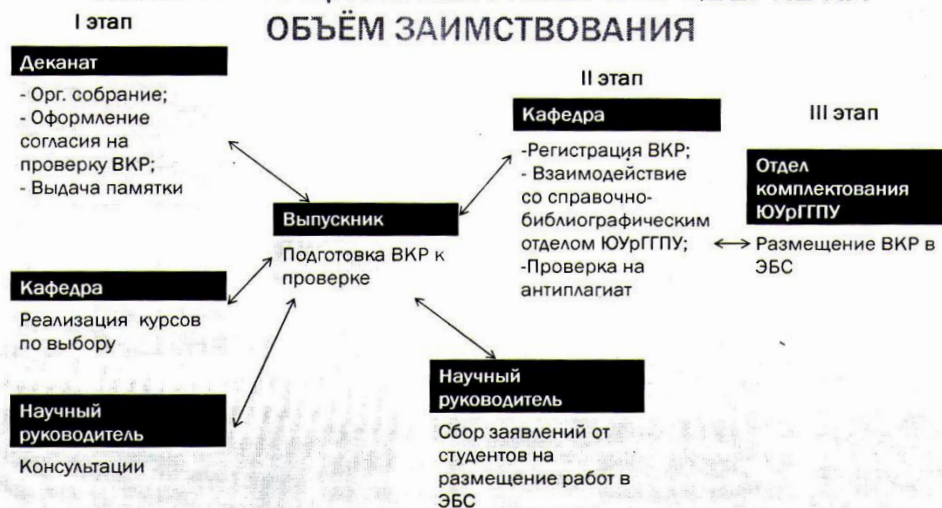 ОБЪЁМ ЗАИМСТВОВАНИЯ
I этап
Деканат
- Орг. собрание;
- Оформление
согласия на
проверку ВКР;
- Выдача памятки
Кафедра
Реализация курсов
по выбору
Научный
руководитель
Консультации
Выпускник
Подготовка ВКР к
проверке
II этап
Кафедра
-Регистрация ВКР;
- Взаимодействие
со справочно-
библиографическим
отделом ЮУрГГПУ;
-Проверка на
антиплагиат
Научный
руководитель
Сбор заявлений от
студентов на
размещение работ в
ЭБС
III этап
Отдел
комплектования
ЮУрГГПУ
Размещение ВКР в
ЭБС